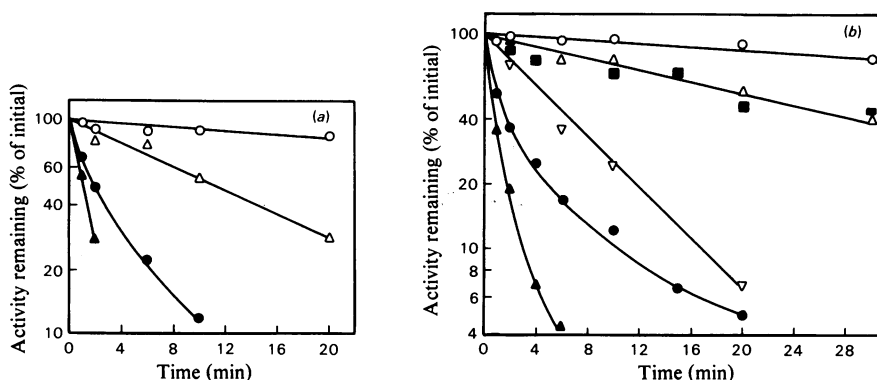 (a)
Activity remaining (% of initial)
100
60
40
20
10
0 4 8 12 16 20
Time (min)
(b)
Activity remaining (% of initial)
100
40
20
10
8
6
4
0 4 8 12 16 20 24 28
Time (min)